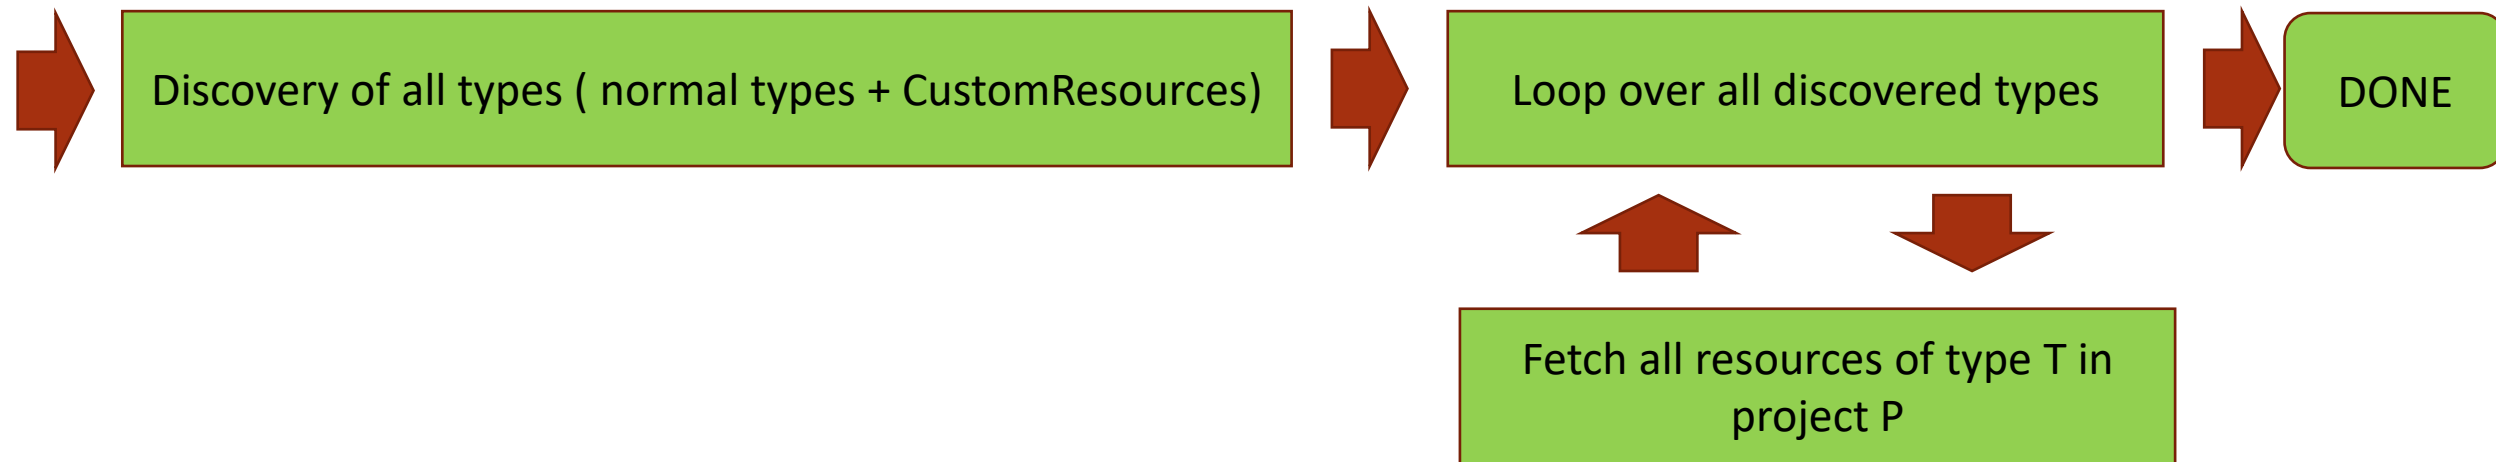 Discovery of all types ( normal types + CustomResources)
Loop over all discovered types
DONE
Fetch all resources of type T in
project P